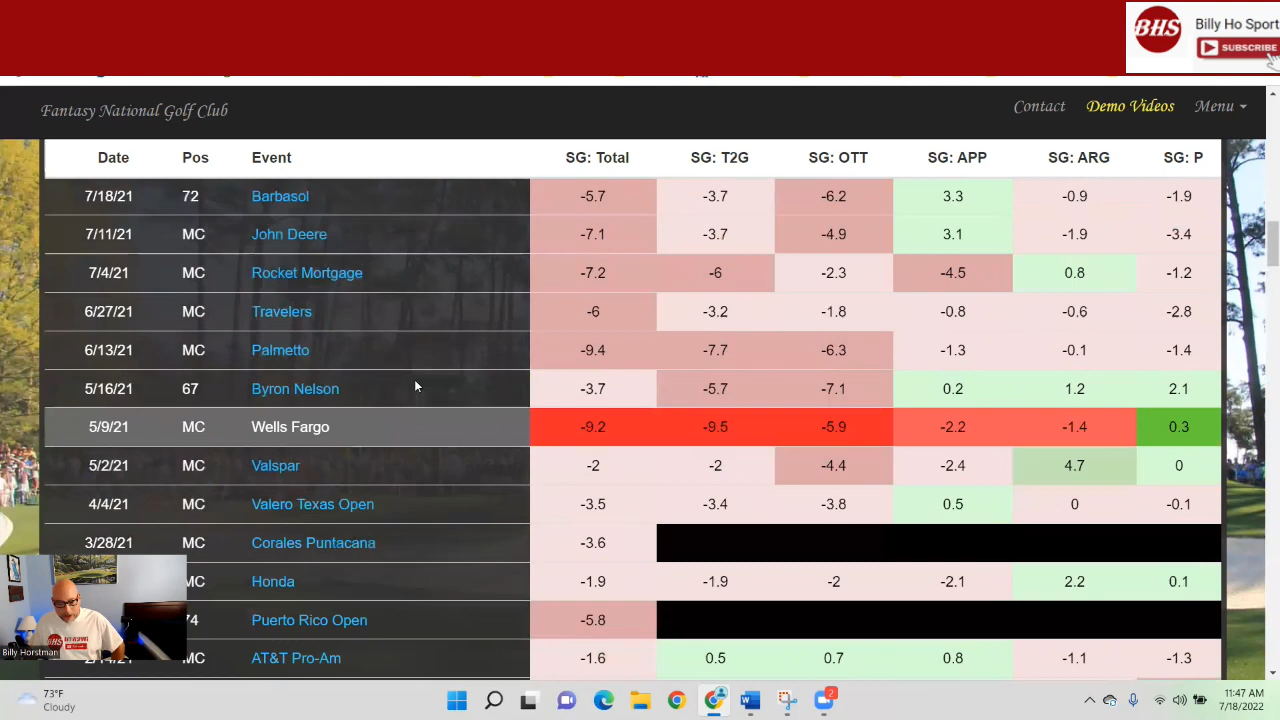 BHS Billy Ho Sport
SUBSCRIBE
Fantasy National Golf Club Contact Demo Videos Menu
Date Pos Event SG: Total SG: T2G SG: OTT SG: APP SG: ARG SG: P
7/18/21 72 Barbasol -5.7 -3.7 -6.2 3.3 -0.9 -1.9
7/11/21 MC John Deere -7.1 -3.7 -4.9 3.1 -1.9 -3.4
7/4/21 MC Rocket Mortgage -7.2 -6 -2.3 -4.5 0.8 -1.2
6/27/21 MC Travelers -6 -3.2 -1.8 -0.8 -0.6 -2.8
6/13/21 MC Palmetto -9.4 -7.7 -6.3 -1.3 -0.1 -1.4
5/16/21 67 Byron Nelson -3.7 -5.7 -7.1 0.2 1.2 2.1
5/9/21 MC Wells Fargo -9.2 -9.5 -5.9 -2.2 -1.4 0.3
5/2/21 MC Valspar -2 -2 -4.4 -2.4 4.7 0
4/4/21 MC Valero Texas Open -3.5 -3.4 -3.8 0.5 0 -0.1
3/28/21 MC Corales Puntacana -3.6
MC Honda -1.9 -1.9 -2 -2.1 2.2 0.1
74 Puerto Rico Open -5.8
MC AT&T Pro-Am -1.6 0.5 0.7 0.8 -1.1 -1.3
BHS
Billy Horstman
73°F
Cloudy
2
11:47 AM
7/18/2022